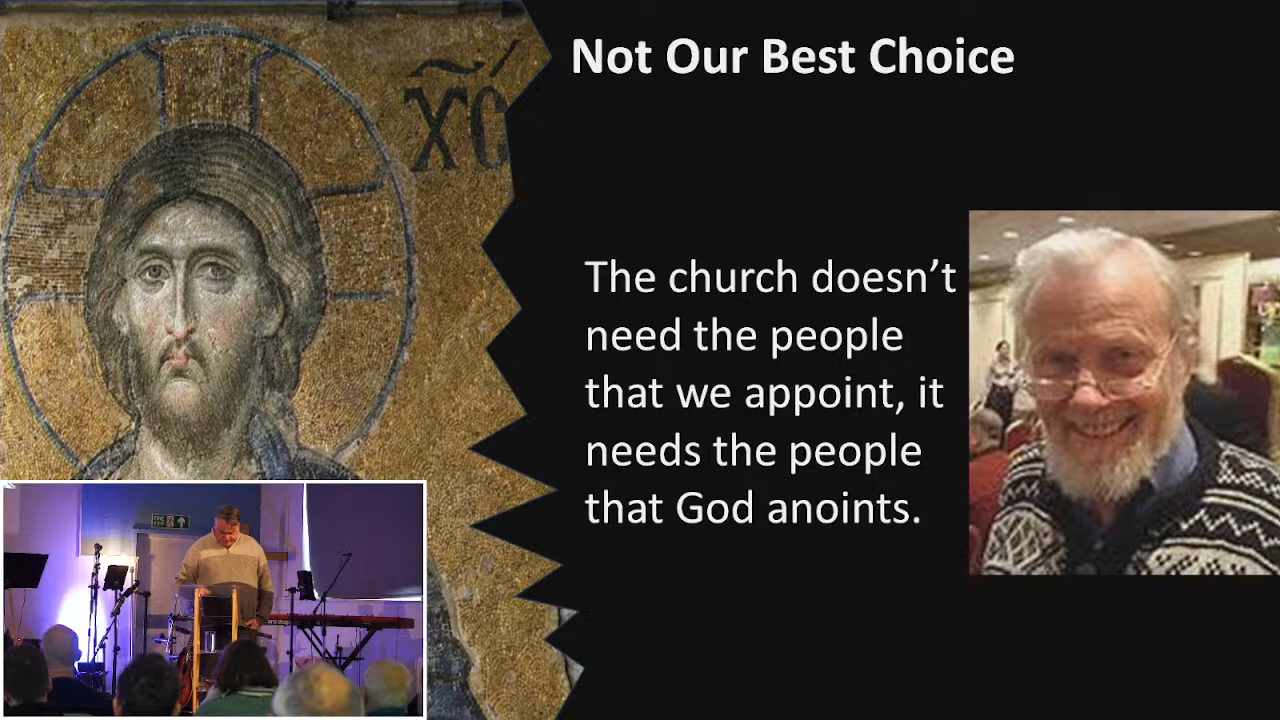 Not Our Best Choice
X̃C
The church doesn’t
need the people
that we appoint, it
needs the people
that God anoints.